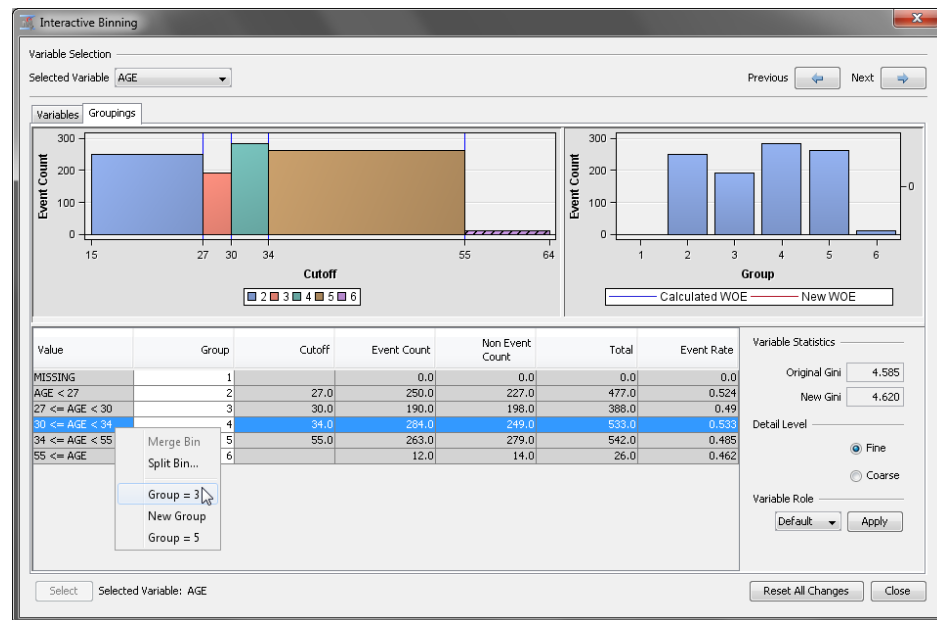 Interactive Binning
Variable Selection
Selected Variable AGE
Previous Next
Variables Groupings
Event Count
300
200
100
0
15 27 30 34 55 64
Cutoff
2 3 4 5 6
Event Count
300
200
100
0
0
1 2 3 4 5 6
Group
Calculated WOE New WOE
Value Group Cutoff Event Count Non Event Count Total Event Rate
MISSING 1 0.0 0.0 0.0 0.0
AGE < 27 2 27.0 250.0 227.0 477.0 0.524
27 <= AGE < 30 3 30.0 190.0 198.0 388.0 0.49
30 <= AGE < 34 4 34.0 284.0 249.0 533.0 0.533
34 <= AGE < 55 5 55.0 263.0 279.0 542.0 0.485
55 <= AGE 6 12.0 14.0 26.0 0.462
Merge Bin
Split Bin...
Group = 3
New Group
Group = 5
Variable Statistics
Original Gini 4.585
New Gini 4.620
Detail Level
Fine
Coarse
Variable Role
Default Apply
Select Selected Variable: AGE
Reset All Changes Close